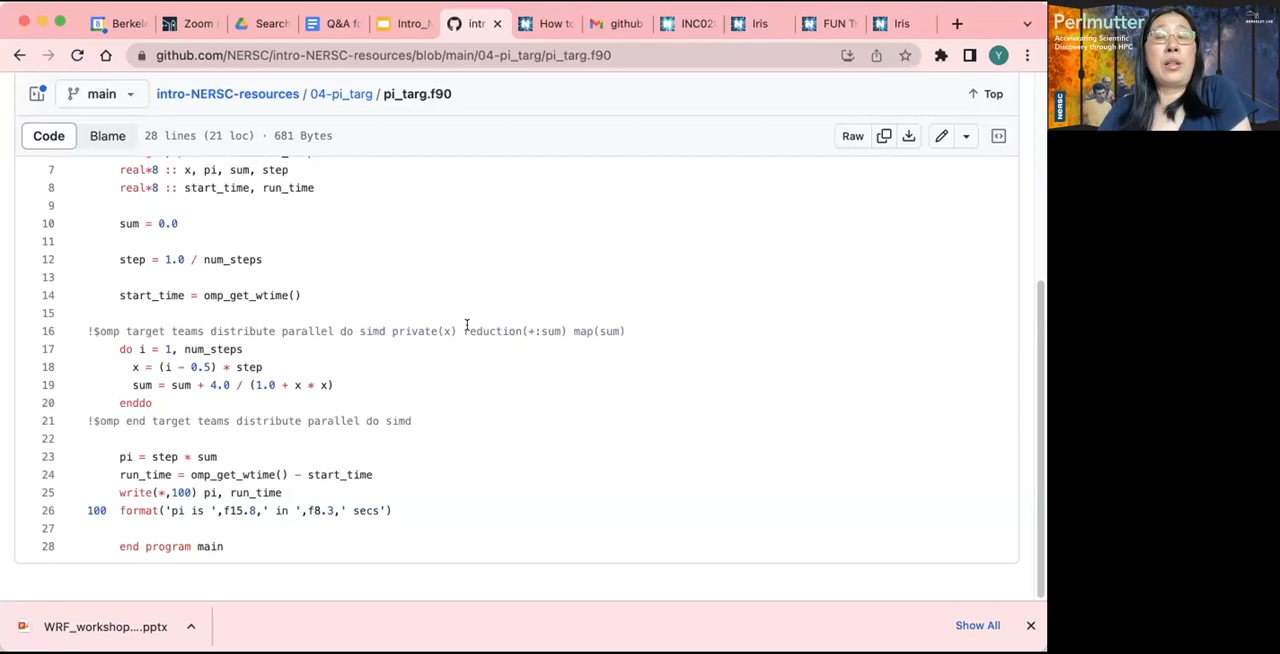 Berkel
Zoom
Search
Q&A fo
Intro_N
intr
How to
github
INC02
Iris
FUN Tr
Iris
github.com/NERSC/intro-NERSC-resources/blob/main/04-pi_targ/pi_targ.f90
Y
main
intro-NERSC-resources / 04-pi_targ / pi_targ.f90
Top
Code Blame 28 lines (21 loc) · 681 Bytes
Raw
7 real*8 :: x, pi, sum, step
8 real*8 :: start_time, run_time
9
10 sum = 0.0
11
12 step = 1.0 / num_steps
13
14 start_time = omp_get_wtime()
15
16 !$omp target teams distribute parallel do simd private(x) reduction(+:sum) map(sum)
17 do i = 1, num_steps
18 x = (i - 0.5) * step
19 sum = sum + 4.0 / (1.0 + x * x)
20 enddo
21 !$omp end target teams distribute parallel do simd
22
23 pi = step * sum
24 run_time = omp_get_wtime() - start_time
25 write(*,100) pi, run_time
26 100 format('pi is ',f15.8,' in ',f8.3,' secs')
27
28 end program main
WRF_workshop....pptx
Show All
Perlmutter
Accelerating Scientific
Discovery through HPC
NERSC
BERKELEY LAB